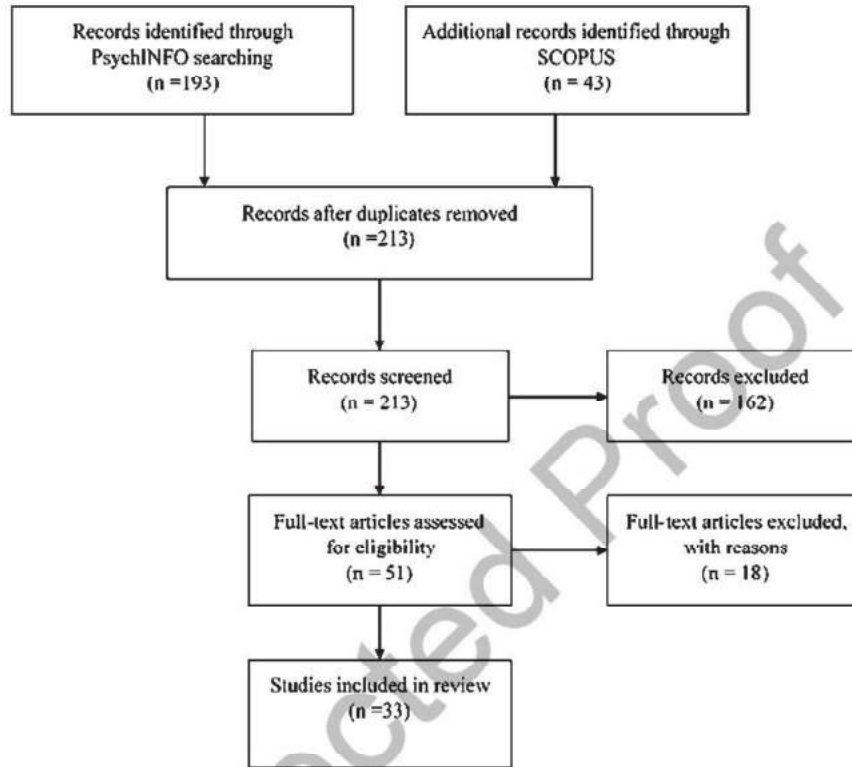 Records identified through
PsychINFO searching
(n =193)
Additional records identified through
SCOPUS
(n = 43)
Records after duplicates removed
(n =213)
Records screened
(n = 213)
Records excluded
(n = 162)
Full-text articles assessed
for eligibility
(n = 51)
Full-text articles excluded,
with reasons
(n = 18)
Studies included in review
(n =33)
cted Proof